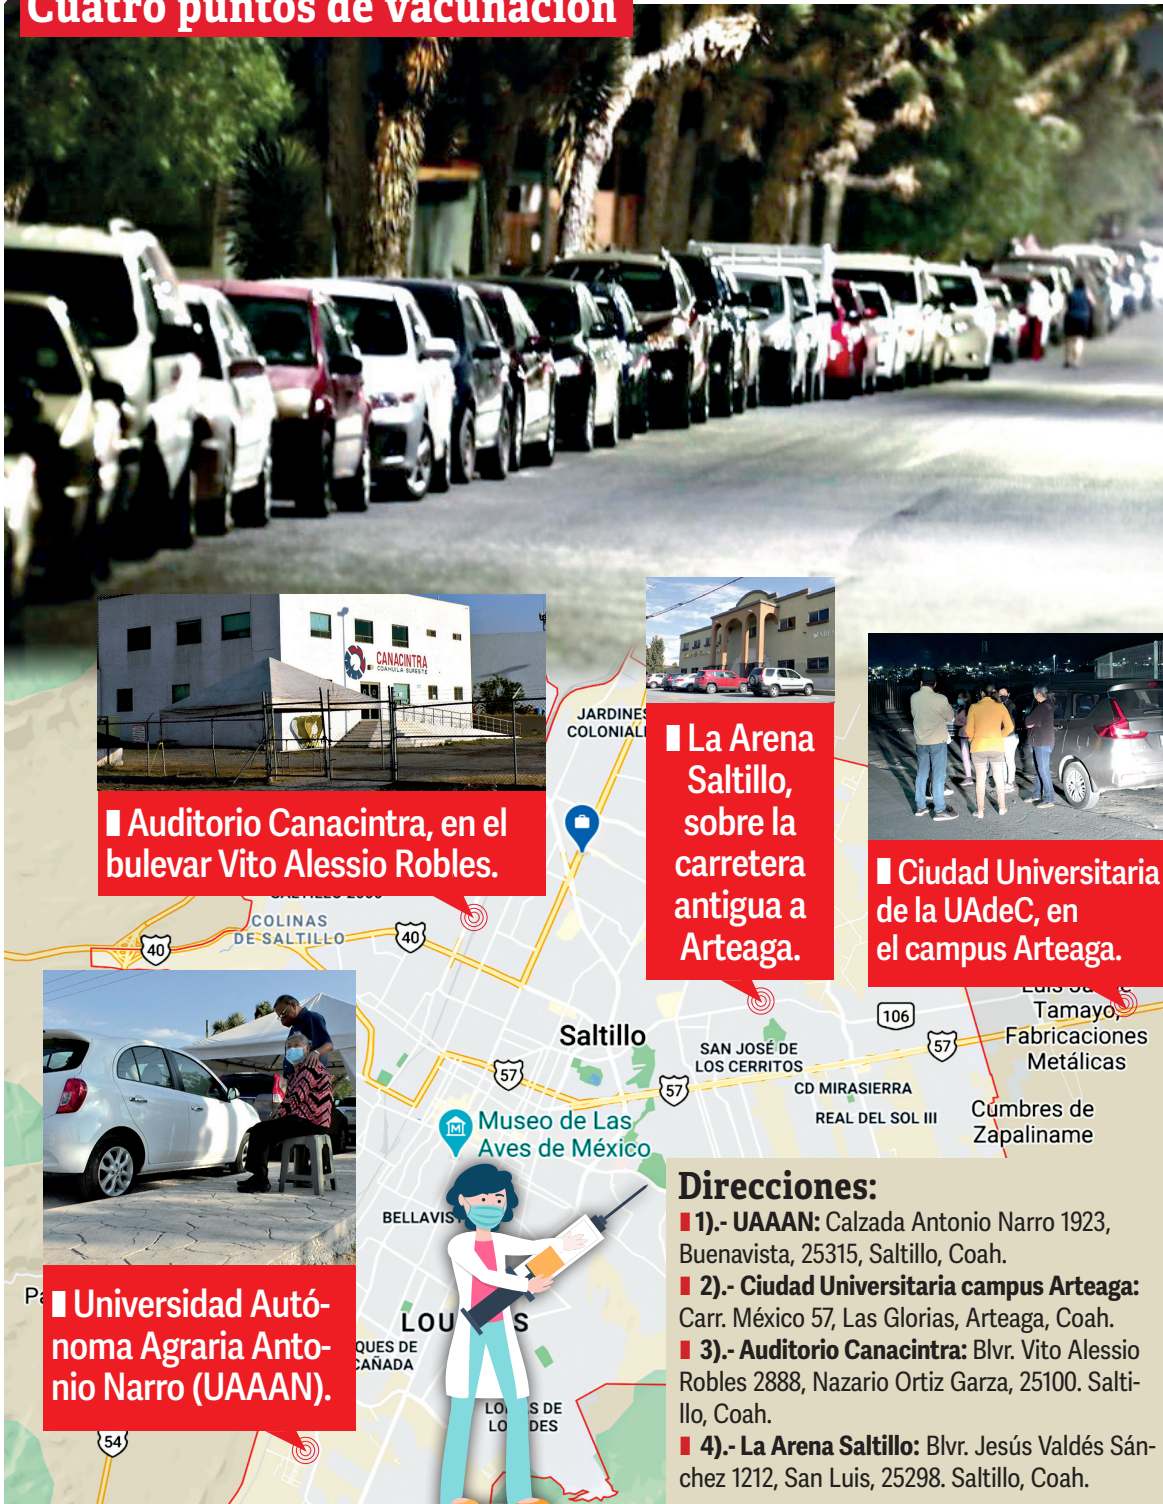 Cuatro puntos de vacunación
CANACINTRA
COAHUILA SURESTE
Auditorio Canacintra, en el
bulevar Vito Alessio Robles.
JARDINES
COLONIAL
La Arena
Saltillo,
sobre la
carretera
antigua a
Arteaga.
Ciudad Universitaria
de la UAdeC, en
el campus Arteaga.
COLINAS
DE SALTILLO
40
40
Tamayo,
Fabricaciones
Metálicas
106
Saltillo
57
57
57
SAN JOSÉ DE
LOS CERRITOS
CD MIRASIERRA
REAL DEL SOL III
Cumbres de
Zapaliname
Museo de Las
Aves de México
BELLAVIS
Universidad Autó-
noma Agraria Anto-
nio Narro (UAAAN).
LOU S
QUES DE
CAÑADA
LO S DE
LO DES
54
Direcciones:
1).- UAAAN: Calzada Antonio Narro 1923,
Buenavista, 25315, Saltillo, Coah.
2).- Ciudad Universitaria campus Arteaga:
Carr. México 57, Las Glorias, Arteaga, Coah.
3).- Auditorio Canacintra: Blvr. Vito Alessio
Robles 2888, Nazario Ortiz Garza, 25100. Salti-
llo, Coah.
4).- La Arena Saltillo: Blvr. Jesús Valdés Sán-
chez 1212, San Luis, 25298. Saltillo, Coah.